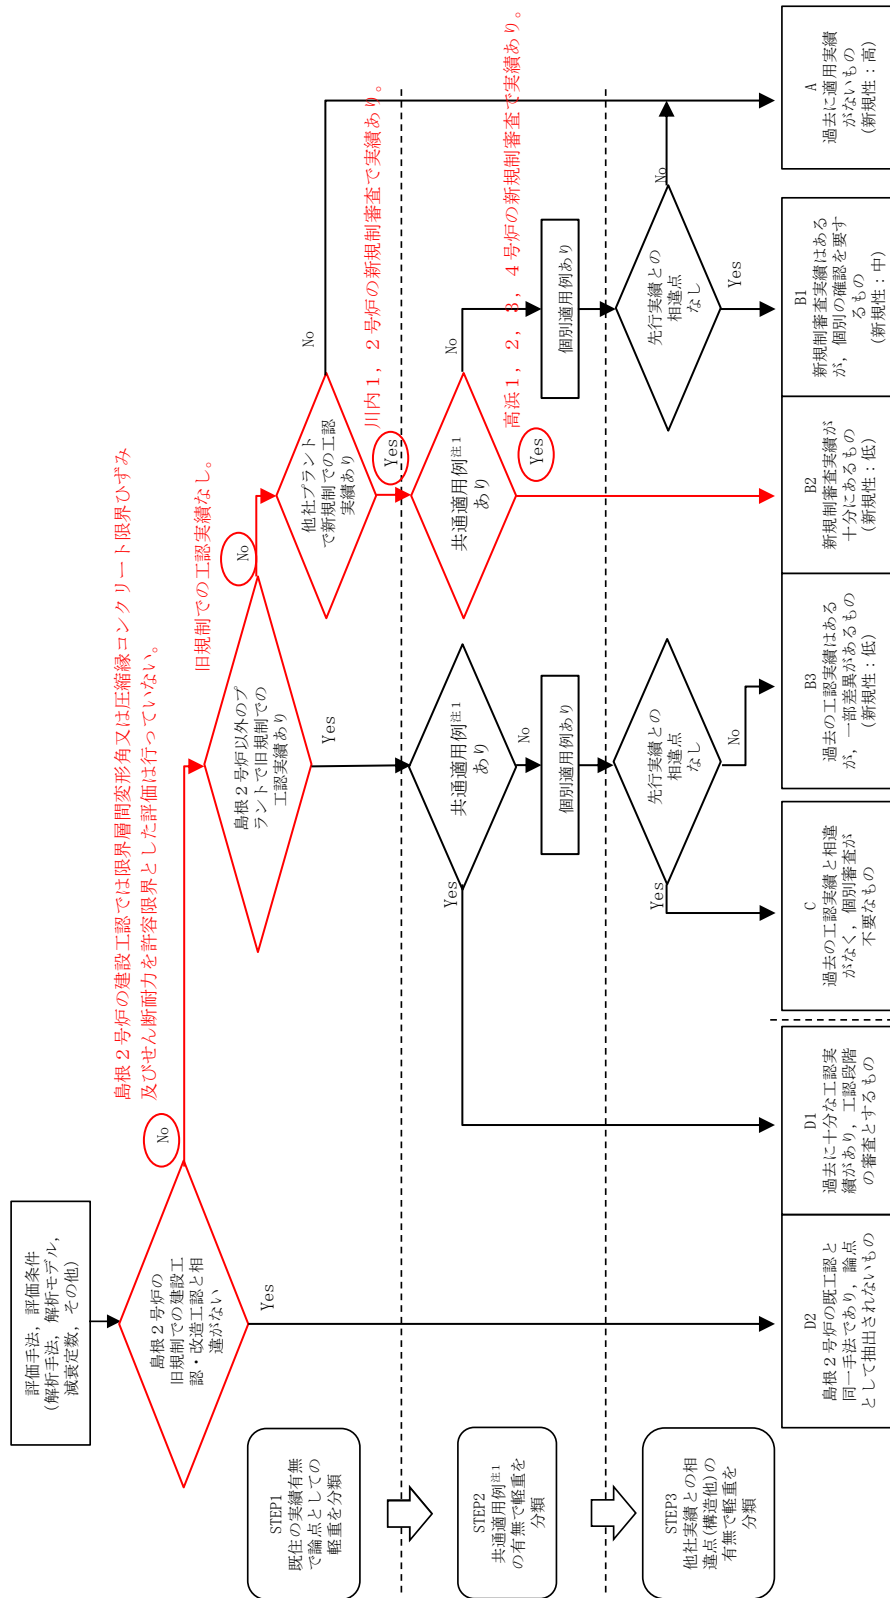 評価手法，評価条件
(解析手法，解析モデル，
減衰定数，その他)
島根２号炉の
旧規制での建設工
認・改造工認と相
違がない
No
Yes
島根２号炉の建設工認では限界層間変形角又は圧縮縁コンクリート限界ひずみ
及びせん断耐力を許容限界とした評価は行っていない。
島根２号炉以外のプ
ラントで旧規制での
工認実績あり
No
Yes
旧規制での工認実績なし。
他社プラント
で新規制での工認
実績あり
No
Yes
川内１，２号炉の新規制審査で実績あり。
STEP1
既往の実績有無
で論点としての
軽重を分類
STEP2
共通適用例注１
の有無で軽重を
分類
STEP3
他社実績との相
違点(構造他)の
有無で軽重を
分類
共通適用例注１
あり
Yes
No
個別適用例あり
先行実績との
相違点
なし
Yes
No
共通適用例注１
あり
Yes
No
高浜１，２，３，４号炉の新規制審査で実績あり。
個別適用例あり
先行実績との
相違点
なし
No
Yes
D2
島根２号炉の既工認と
同一手法であり，論点
として抽出されないもの
D1
過去に十分な工認実
績があり，工認段階
の審査とするもの
C
過去の工認実績と相違
がなく，個別審査が
不要なもの
B3
過去の工認実績はある
が，一部差異があるもの
(新規性：低)
B2
新規制審査実績が
十分にあるもの
(新規性：低)
B1
新規制審査実績はある
が，個別の確認を要す
るもの
(新規性：中)
A
過去に適用実績
がないもの
(新規性：高)